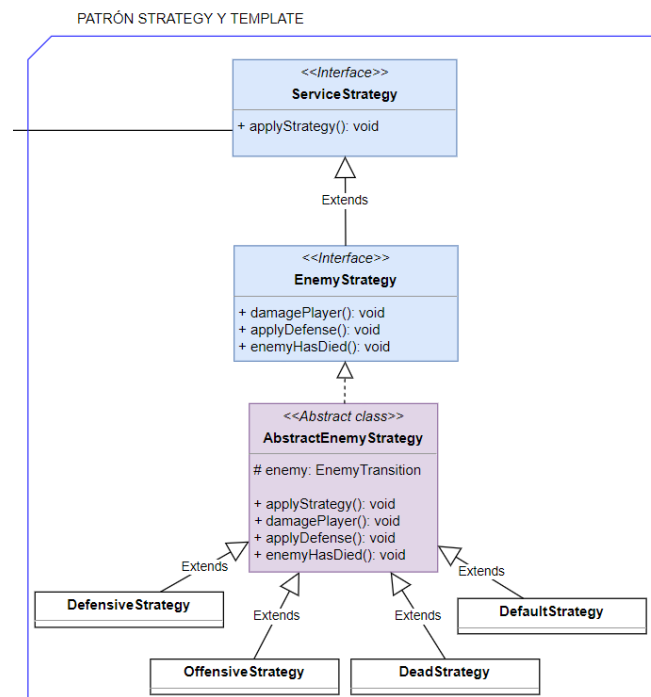 PATRÓN STRATEGY Y TEMPLATE
<<Interface>>
ServiceStrategy
+ applyStrategy(): void
Extends
<<Interface>>
EnemyStrategy
+ damagePlayer(): void
+ applyDefense(): void
+ enemyHasDied(): void
<<Abstract class>>
AbstractEnemyStrategy
# enemy: EnemyTransition
+ applyStrategy(): void
+ damagePlayer(): void
+ applyDefense(): void
+ enemyHasDied(): void
Extends
Extends
DefensiveStrategy
DefaultStrategy
Extends
Extends
OffensiveStrategy
DeadStrategy